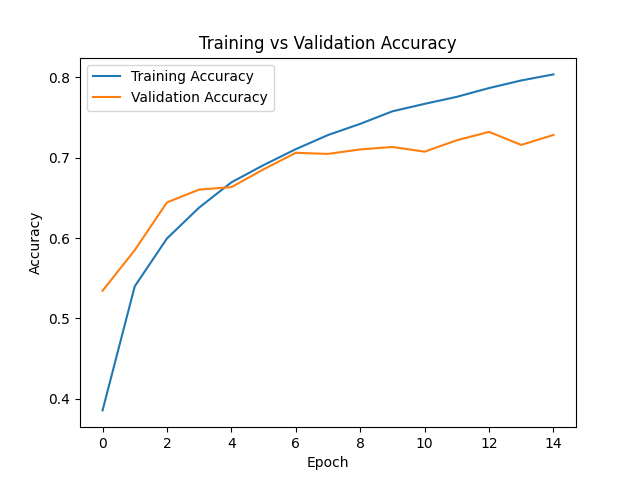 Training vs Validation Accuracy
Training Accuracy
Validation Accuracy
0.8
0.7
0.6
0.5
0.4
Accuracy
0 2 4 6 8 10 12 14
Epoch